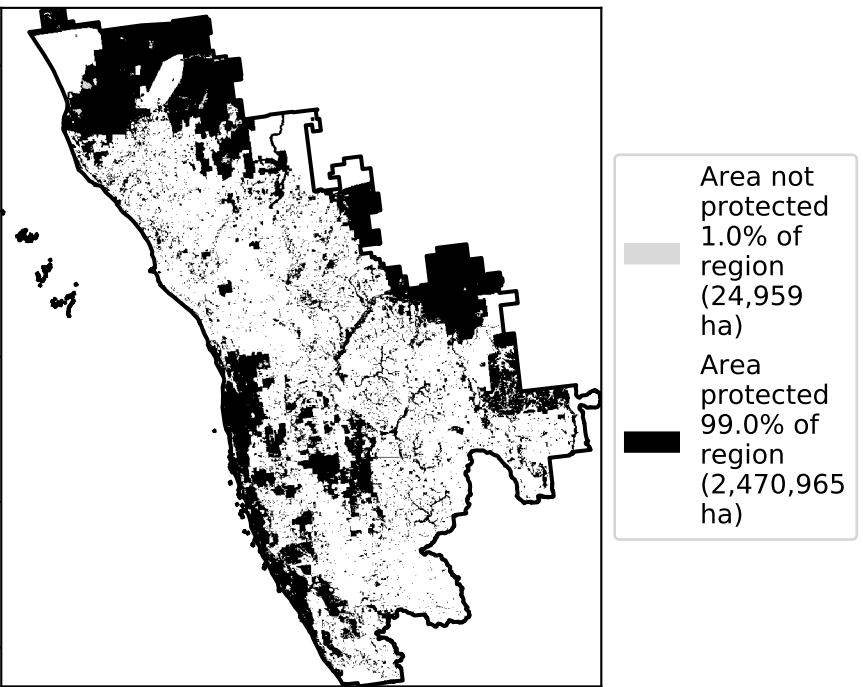 Area not
protected
1.0% of
region
(24,959
ha)
Area
protected
99.0% of
region
(2,470,965
ha)